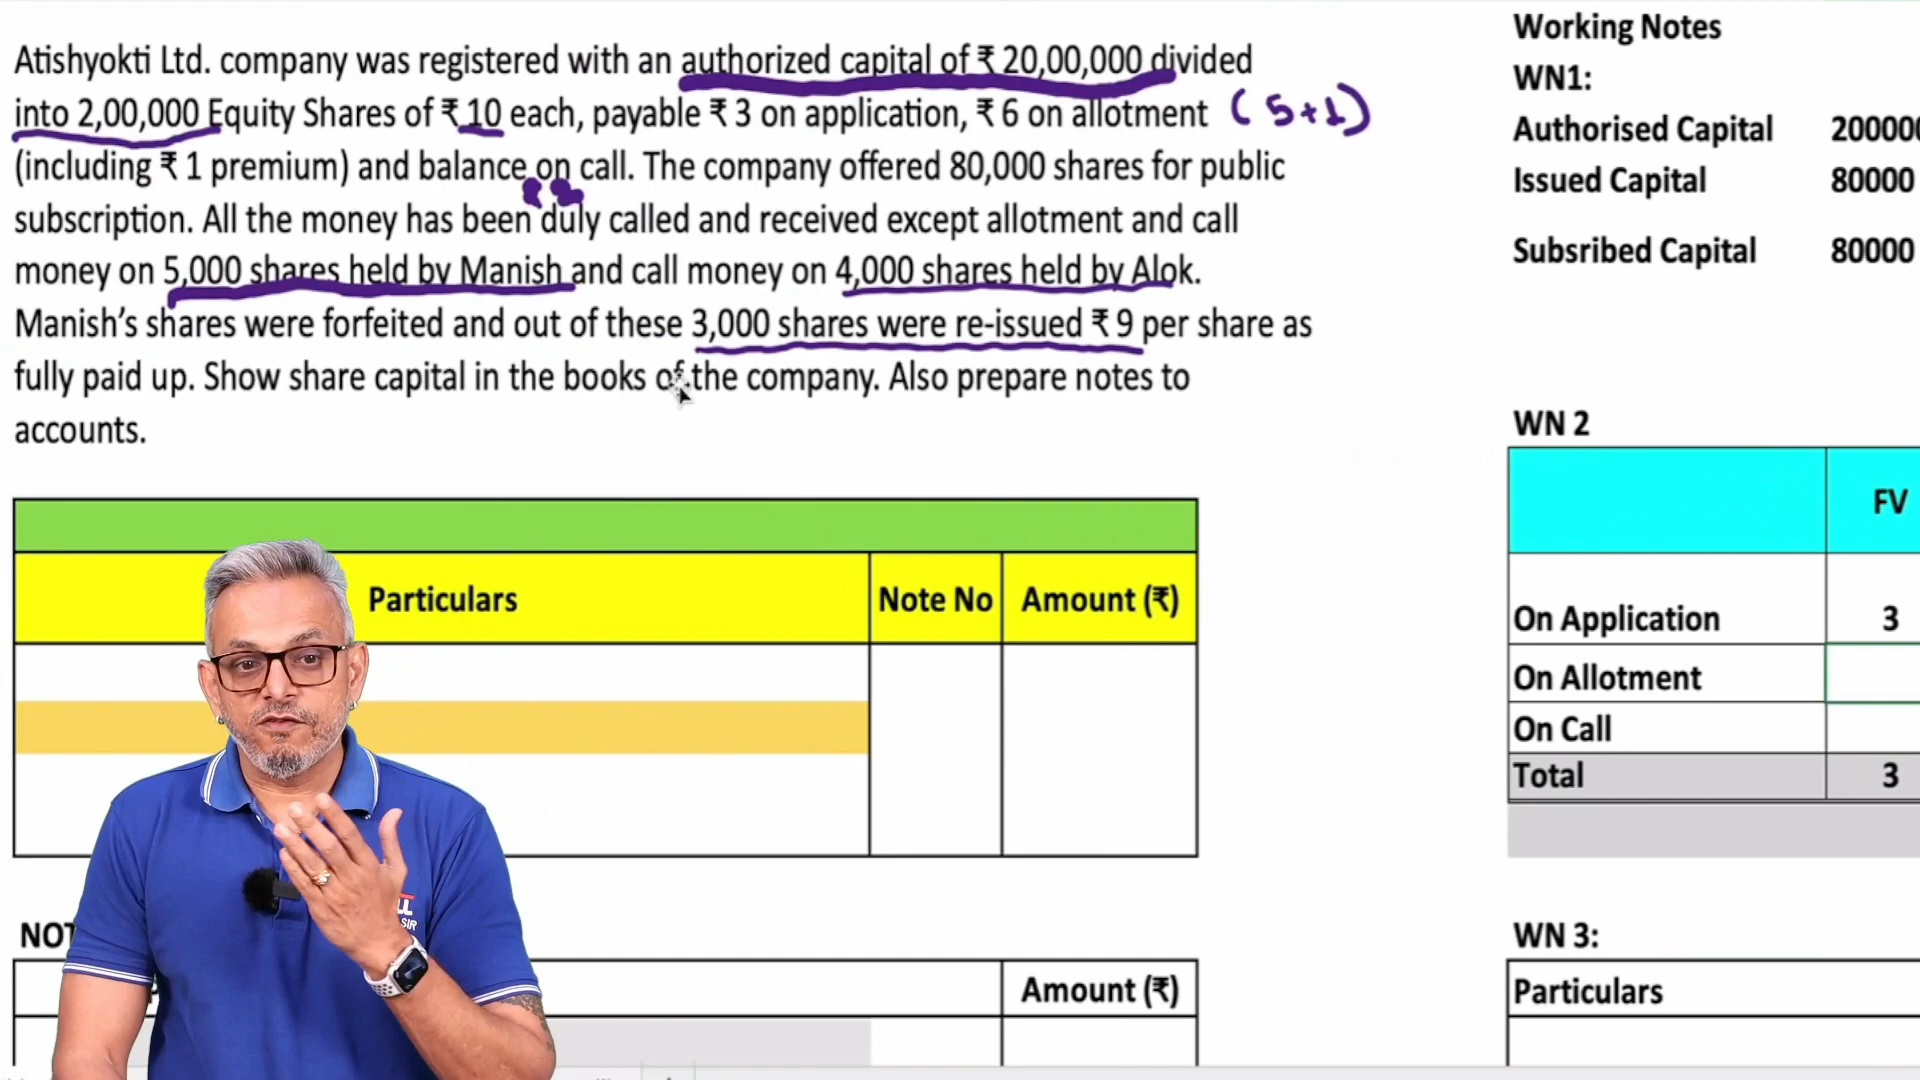 Atishyokti Ltd. company was registered with an authorized capital of ₹ 20,00,000 divided
into 2,00,000 Equity Shares of ₹ 10 each, payable ₹ 3 on application, ₹ 6 on allotment (5+1)
(including ₹ 1 premium) and balance on call. The company offered 80,000 shares for public
subscription. All the money has been duly called and received except allotment and call
money on 5,000 shares held by Manish and call money on 4,000 shares held by Alok.
Manish's shares were forfeited and out of these 3,000 shares were re-issued ₹ 9 per share as
fully paid up. Show share capital in the books of the company. Also prepare notes to
accounts.
Particulars Note No Amount (₹)
Amount (₹)
SIR
Working Notes
WN1:
Authorised Capital
Issued Capital 80000
Subsribed Capital 80000
WN 2
FV
On Application 3
On Allotment
On Call
Total 3
WN 3:
Particulars